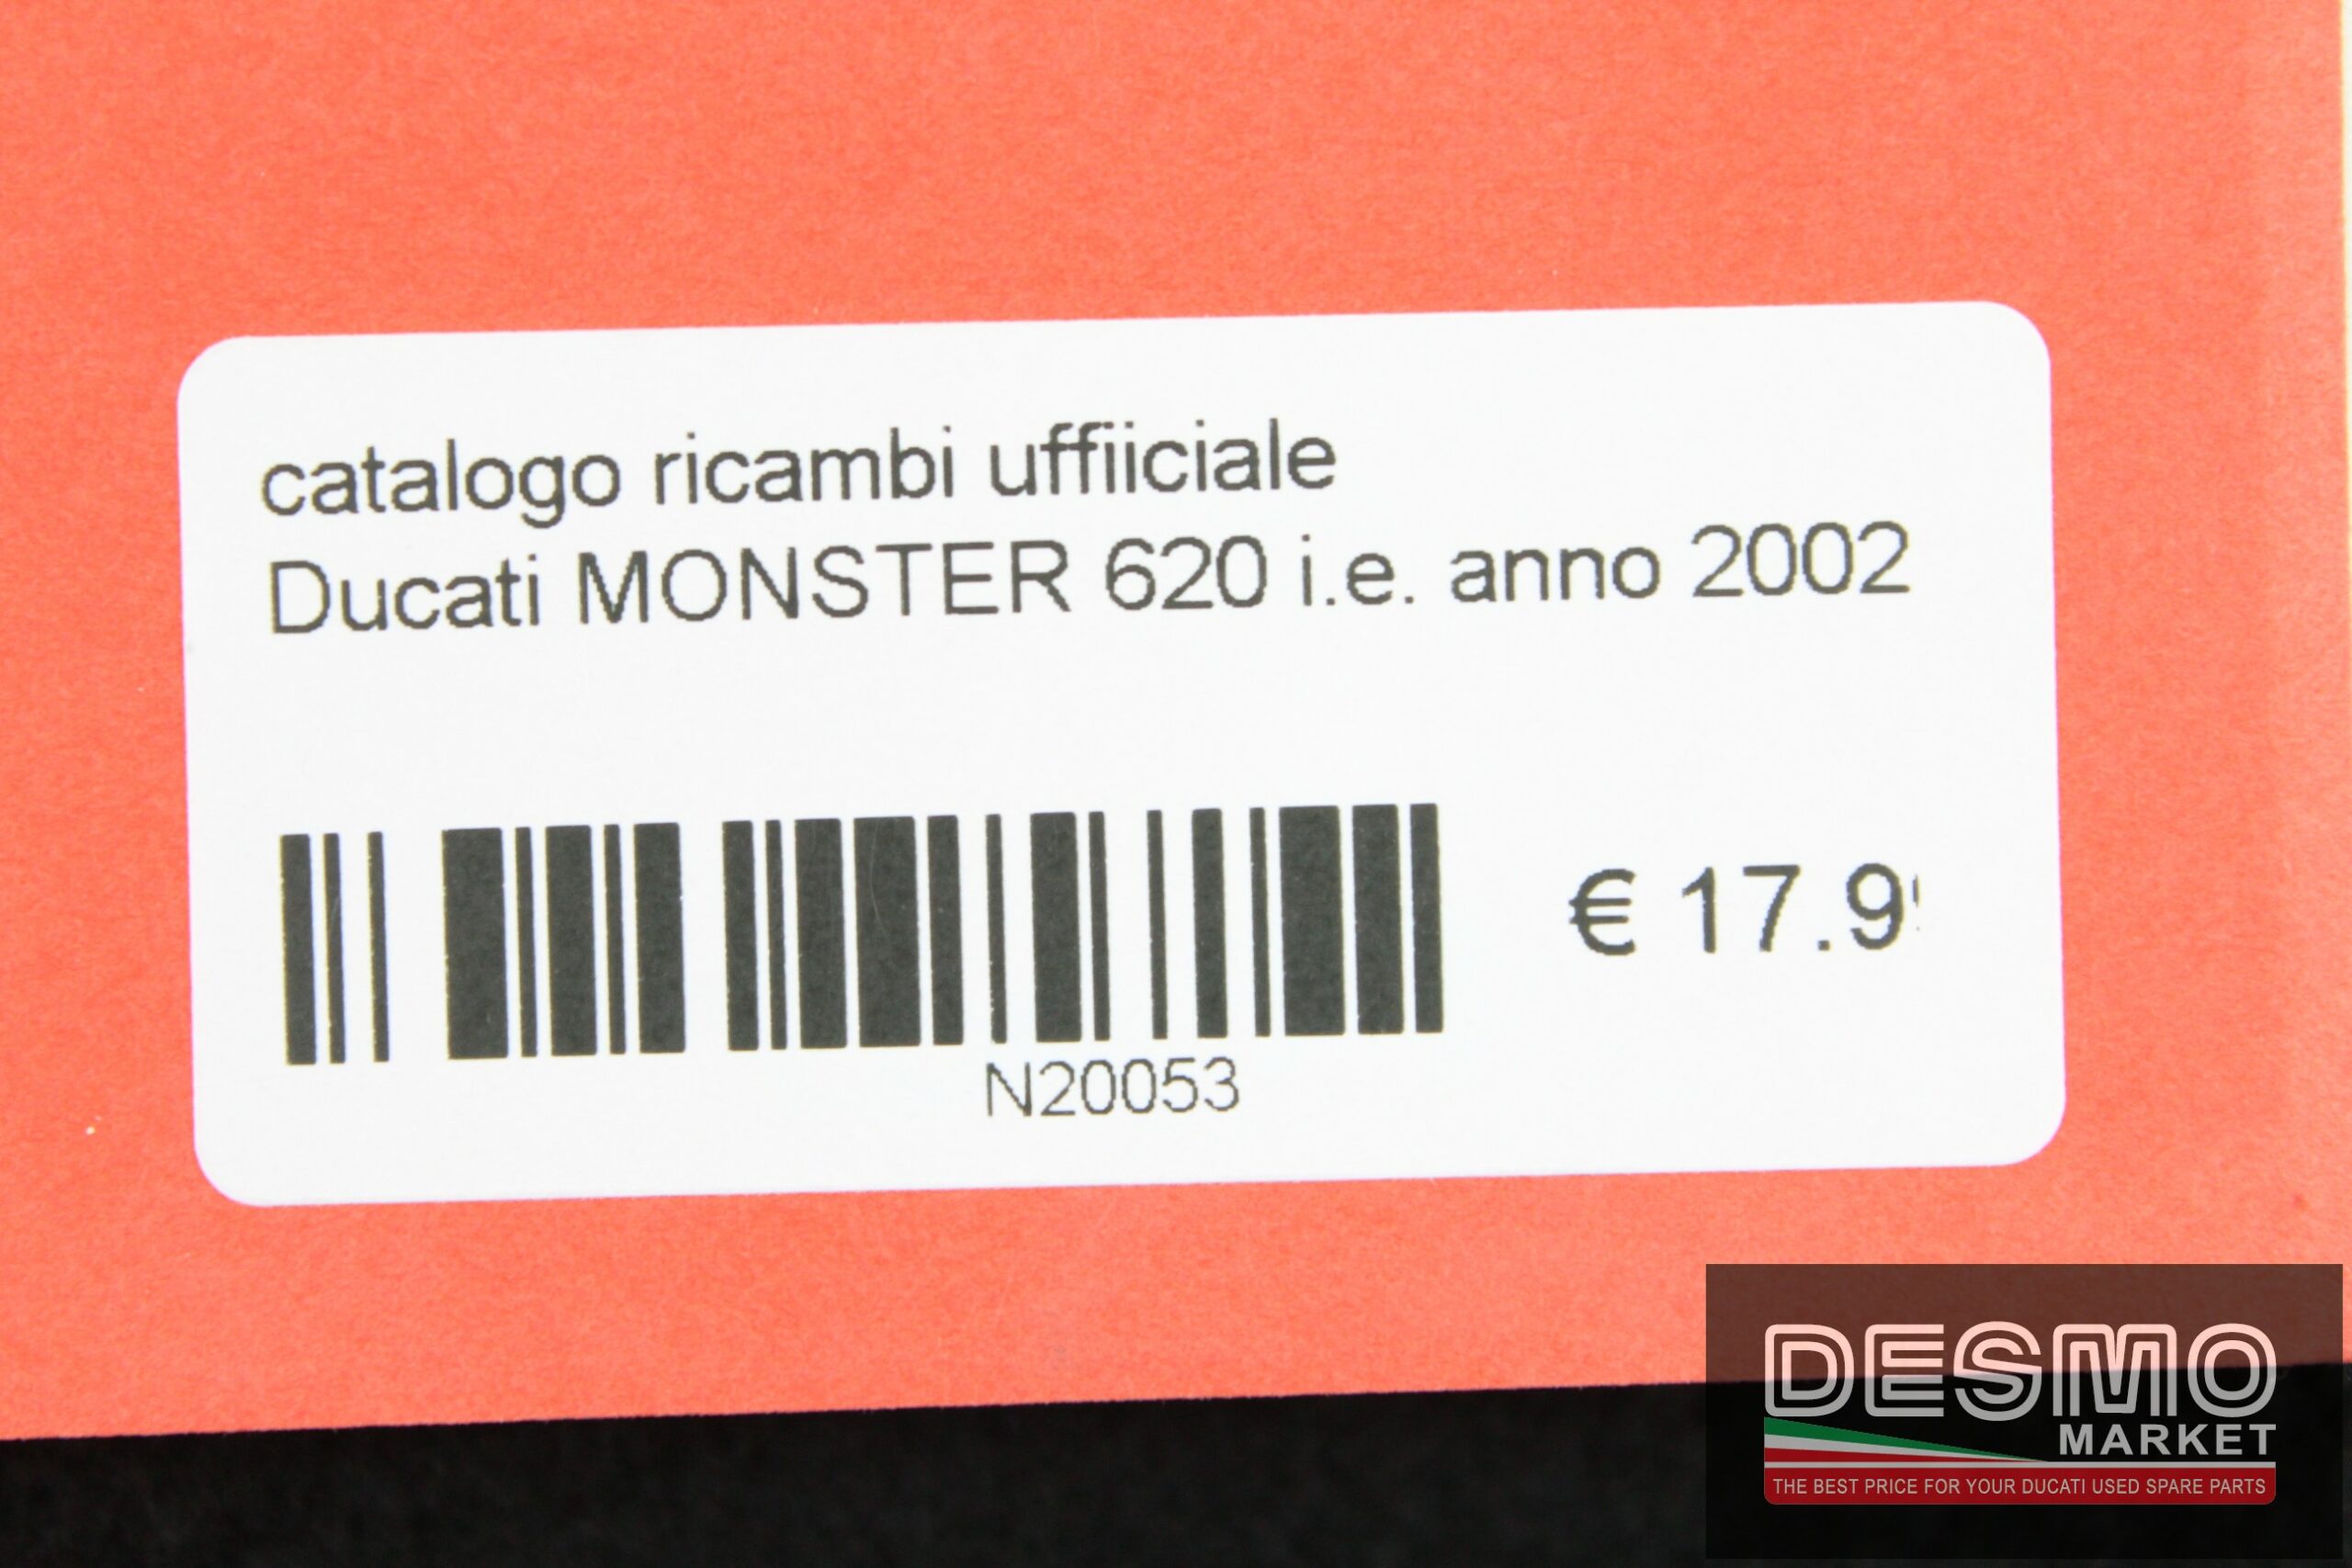 catalogo ricambi uffiiciale
Ducati MONSTER 620 i.e. anno 2002
€ 17.9
N20053
DESMO
MARKET
THE BEST PRICE FOR YOUR DUCATI USED SPARE PARTS